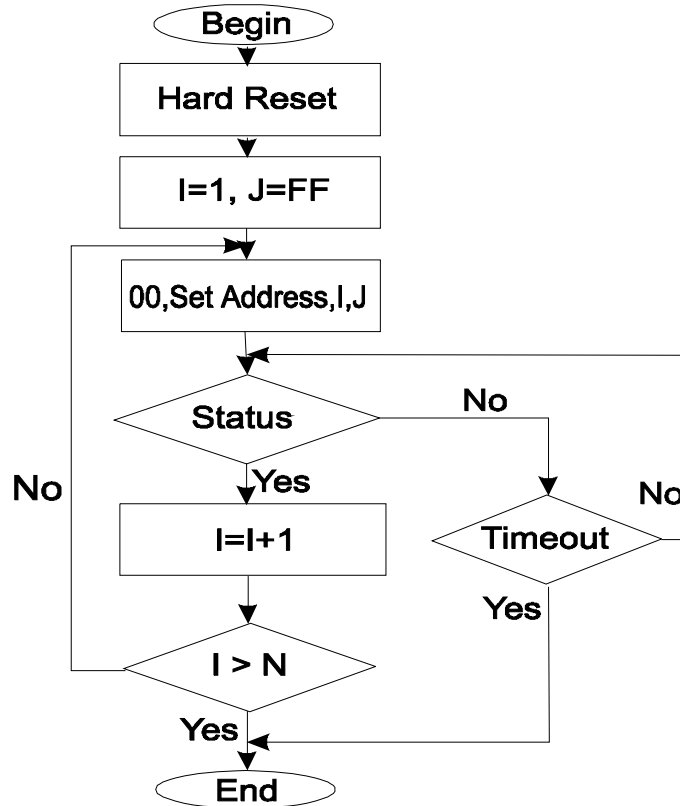 Begin
Hard Reset
I=1, J=FF
00,Set Address,I,J
Status
No
Yes
No
I=I+1
Timeout
No
Yes
I > N
Yes
End